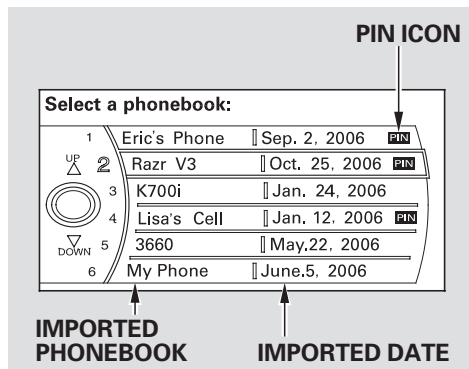 PIN ICON
Select a phonebook:
1 Eric's Phone Sep. 2, 2006 PIN
UP 2 Razr V3 Oct. 25, 2006 PIN
3 K700i Jan. 24, 2006
4 Lisa's Cell Jan. 12, 2006 PIN
DOWN 5 3660 May.22, 2006
6 My Phone June.5, 2006
IMPORTED PHONEBOOK
IMPORTED DATE